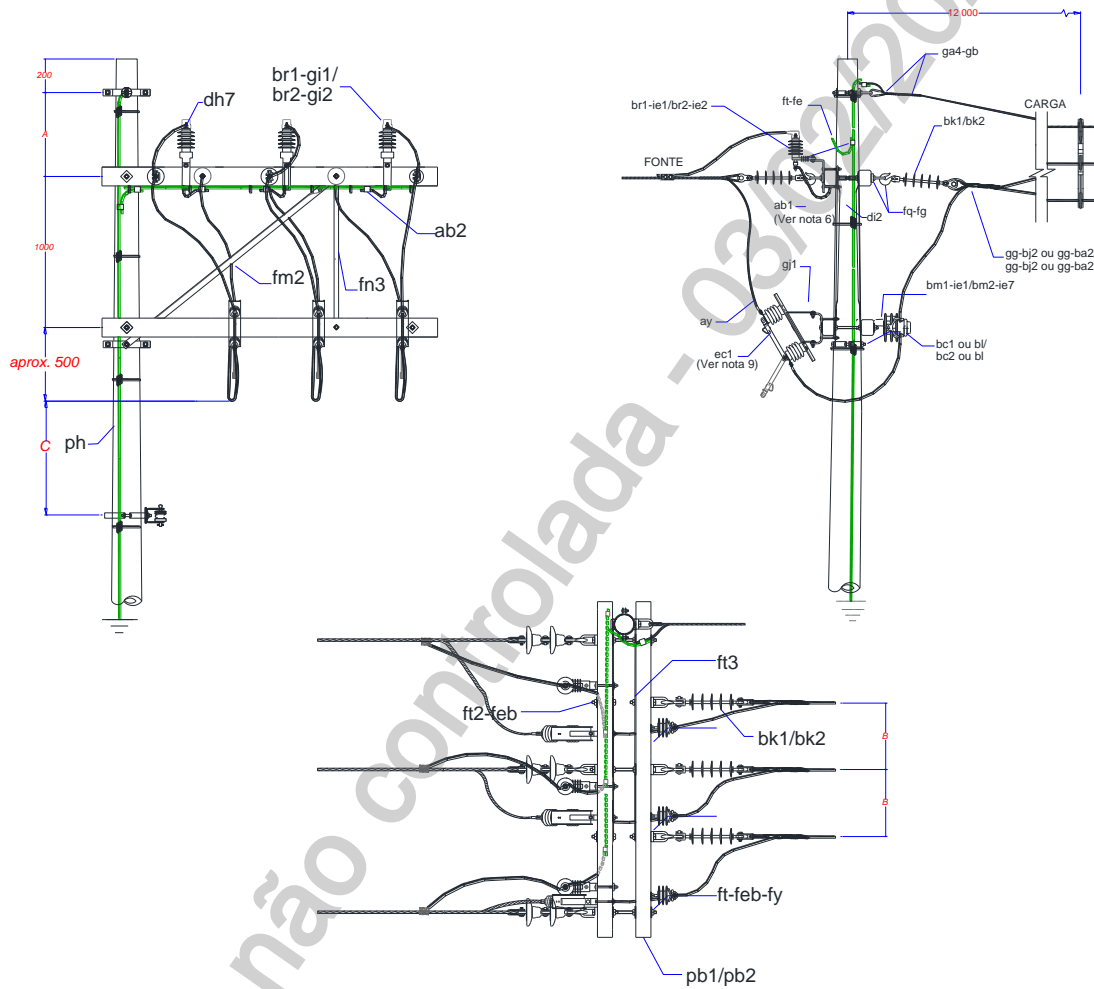 200
A
1000
aprox. 500
C
ph
dh7
br1-gi1/
br2-gi2
ab2
fm2
fn3
12.000
ga4-gb
br1-ie1/br2-ie2
ft-fe
CARGA
bk1/bk2
FONTE
ab1
(Ver nota 6)
di2
fq-fg
gg-bj2 ou gg-ba2
gg-bj2 ou gg-ba2
gj1
bm1-ie1/bm2-ie7
ay
ec1
(Ver nota 9)
bc1 ou bl/
bc2 ou bl
ft3
ft2-feb
bk1/bk2
B
B
ft-feb-fy
pb1/pb2
não controlada - 03/02/20